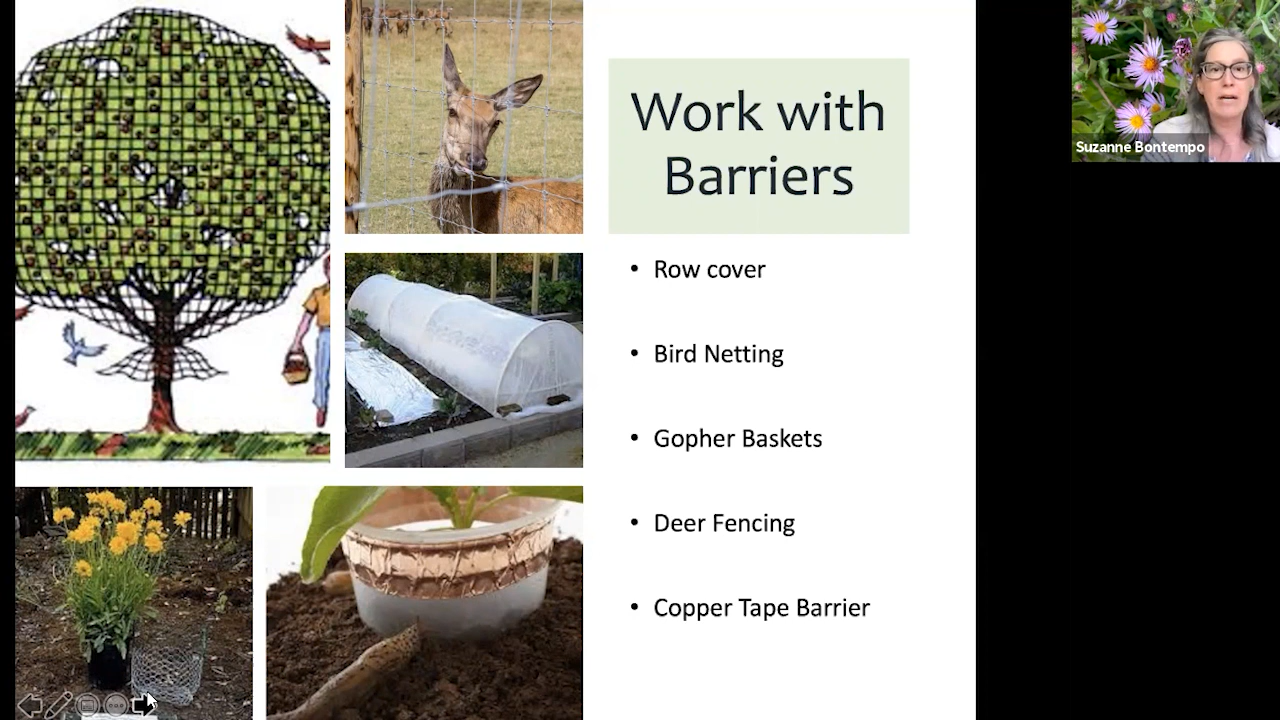 Work with
Barriers
• Row cover
• Bird Netting
• Gopher Baskets
• Deer Fencing
• Copper Tape Barrier
Suzanne Bontempo